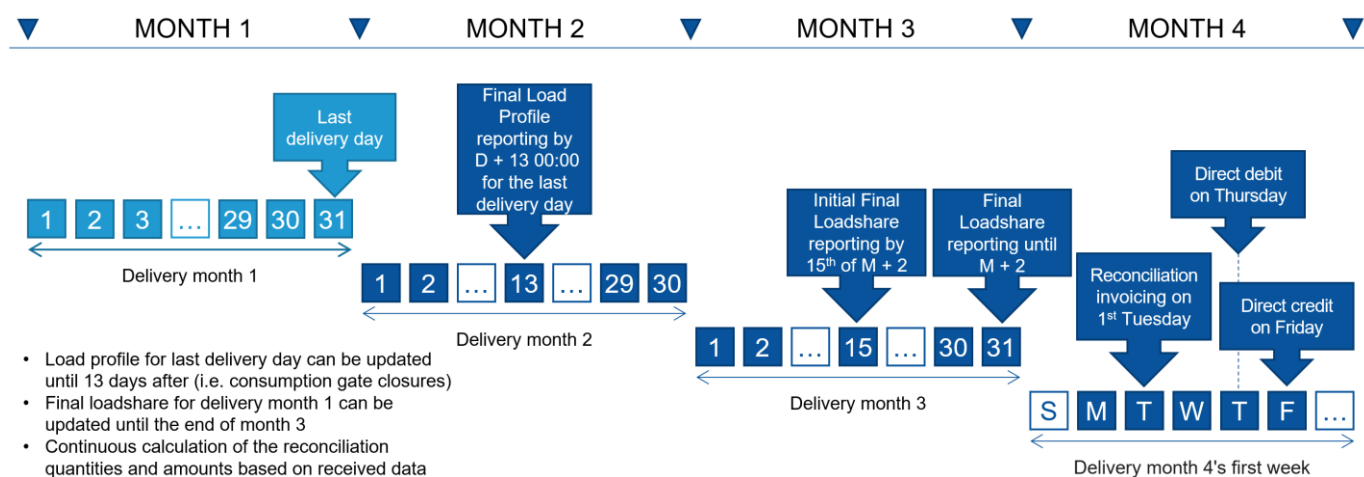 MONTH 1
MONTH 2
MONTH 3
MONTH 4
Last
delivery day
1 2 3 ... 29 30 31
Delivery month 1
Final Load
Profile
reporting by
D + 13 00:00
for the last
delivery day
1 2 ... 13 ... 29 30
Delivery month 2
Initial Final
Loadshare
reporting by
15th of M + 2
Final
Loadshare
reporting until
M + 2
1 2 ... 15 ... 30 31
Delivery month 3
Direct debit
on Thursday
Reconciliation
invoicing on
1st Tuesday
Direct credit
on Friday
S M T W T F ...
Delivery month 4's first week
• Load profile for last delivery day can be updated
until 13 days after (i.e. consumption gate closures)
• Final loadshare for delivery month 1 can be
updated until the end of month 3
• Continuous calculation of the reconciliation
quantities and amounts based on received data